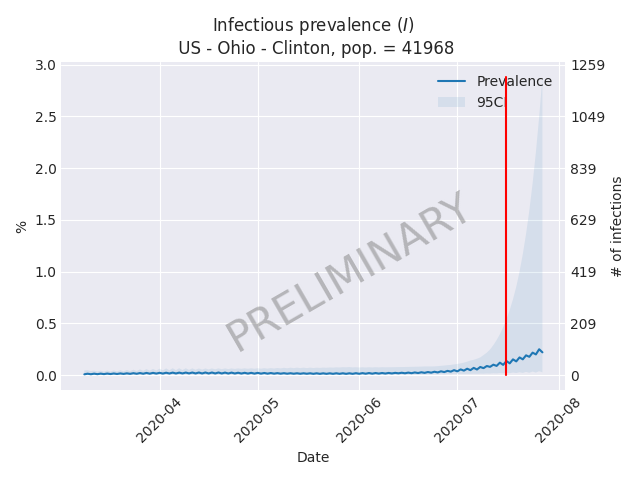 Infectious prevalence (I)
US - Ohio - Clinton, pop. = 41968
Prevalence
95CI
3.0
2.5
2.0
1.5
1.0
0.5
0.0
%
1259
1049
839
629
419
209
0
# of infections
PRELIMINARY
2020-04
2020-05
2020-06
2020-07
2020-08
Date